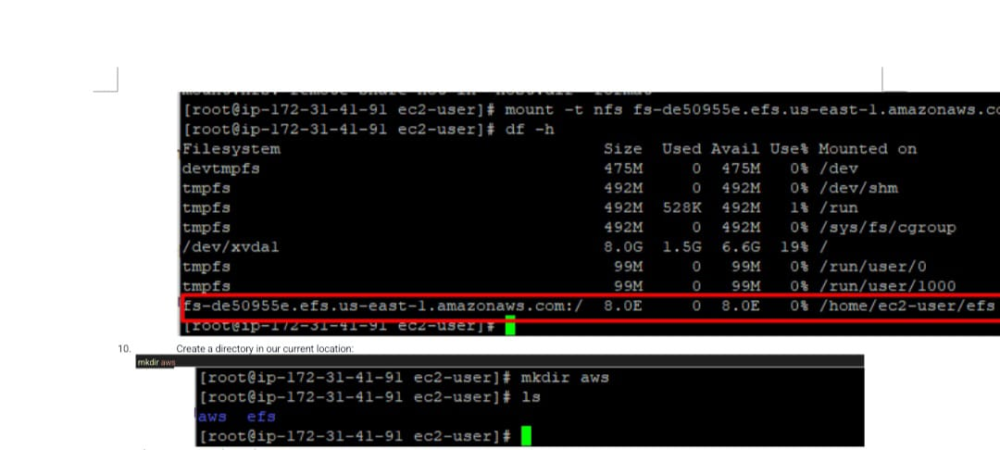 [root@ip-172-31-41-91 ec2-user]# mount -t nfs fs-de50955e.efs.us-east-1.amazonaws.co
[root@ip-172-31-41-91 ec2-user]# df -h
Filesystem Size Used Avail Use% Mounted on
devtmpfs 475M 0 475M 0% /dev
tmpfs 492M 0 492M 0% /dev/shm
tmpfs 492M 528K 492M 1% /run
tmpfs 492M 0 492M 0% /sys/fs/cgroup
/dev/xvda1 8.0G 1.5G 6.6G 19% /
tmpfs 99M 0 99M 0% /run/user/0
tmpfs 99M 0 99M 0% /run/user/1000
fs-de50955e.efs.us-east-1.amazonaws.com:/ 8.0E 0 8.0E 0% /home/ec2-user/efs
[root@ip-172-31-41-91 ec2-user]#
10. Create a directory in our current location:
mkdir aws
[root@ip-172-31-41-91 ec2-user]# mkdir aws
[root@ip-172-31-41-91 ec2-user]# ls
aws efs
[root@ip-172-31-41-91 ec2-user]#